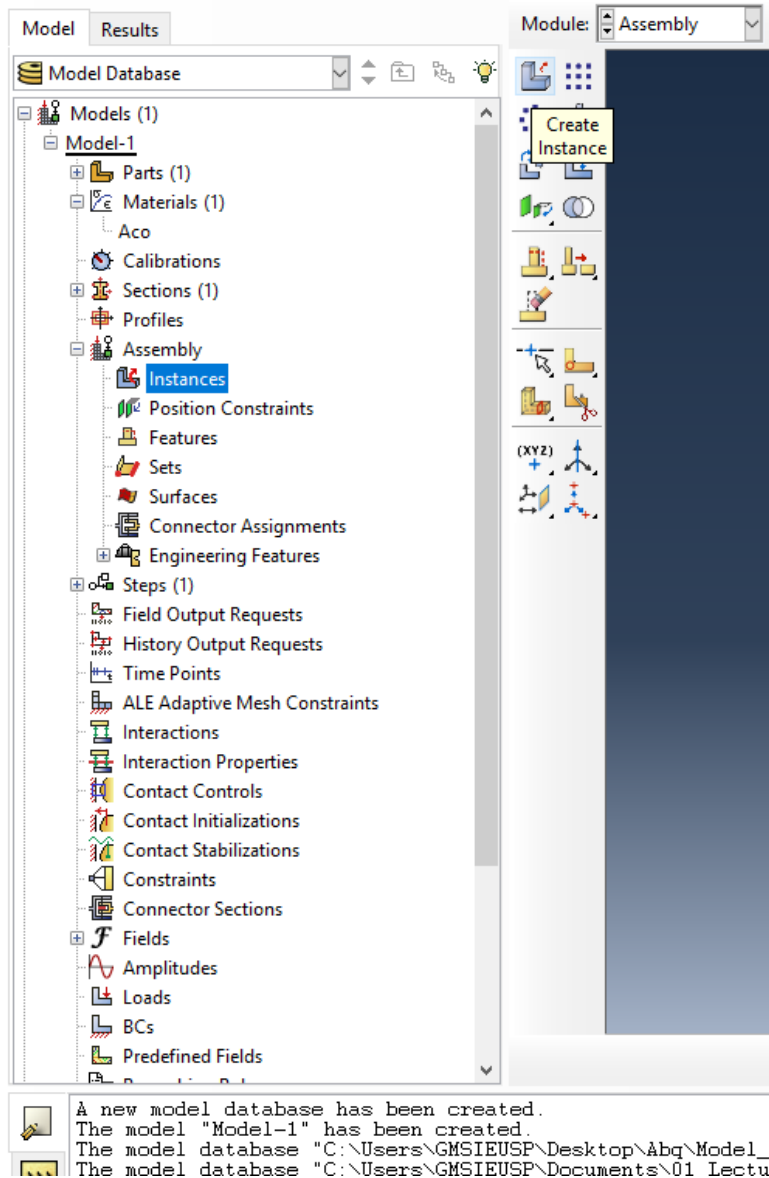 Model Results
Module: Assembly
Model Database
Models (1)
Model-1
Create
Instance
Parts (1)
Materials (1)
Aco
Calibrations
Sections (1)
Profiles
Assembly
Instances
Position Constraints
Features
Sets
(XYZ)
Surfaces
Connector Assignments
Engineering Features
Steps (1)
Field Output Requests
History Output Requests
Time Points
ALE Adaptive Mesh Constraints
Interactions
Interaction Properties
Contact Controls
Contact Initializations
Contact Stabilizations
Constraints
Connector Sections
Fields
Amplitudes
Loads
BCs
Predefined Fields
A new model database has been created.
The model "Model-1" has been created.
The model database "C:\Users\GMSIEUSP\Desktop\Abq\Model_
The model database "C:\Users\GMSIEUSP\Documents\01 Lectu